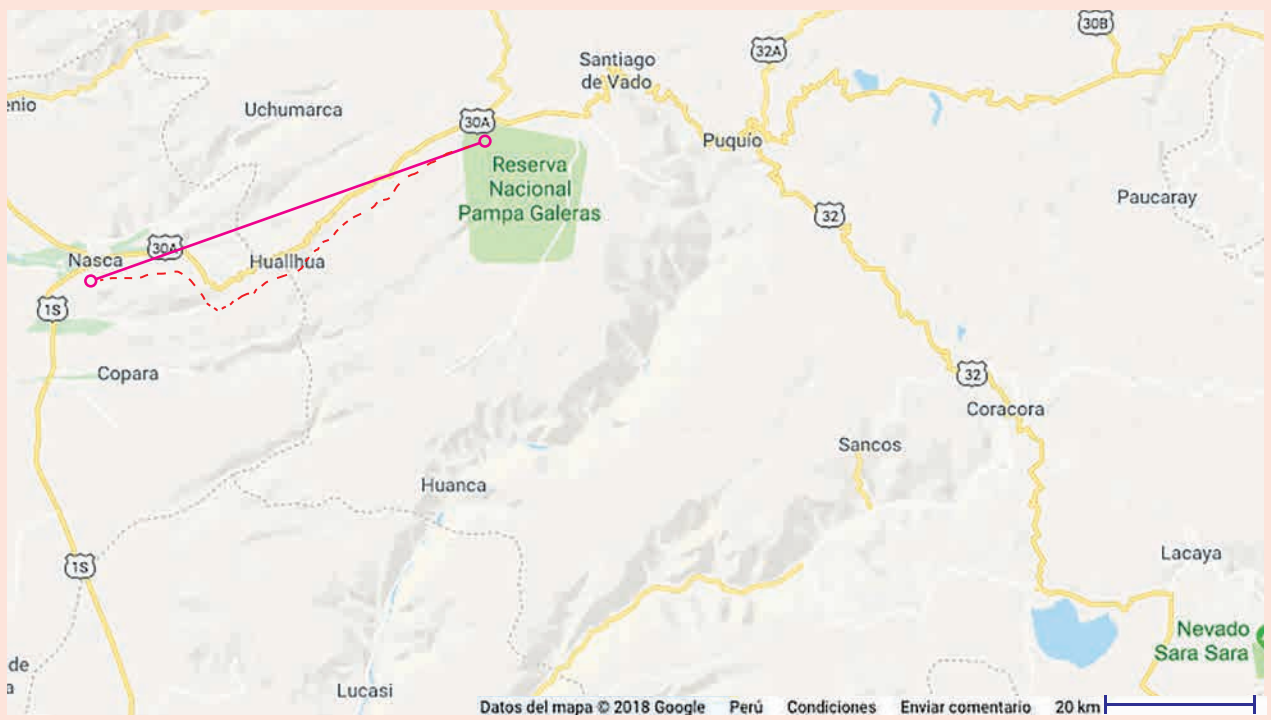 30B
32A
Santiago
de Vado
enio
Uchumarca
30A
Puquío
Reserva
Nacional
Pampa Galeras
Paucaray
32
30A
Nasca
Huallhua
1S
Copara
32
Coracora
Sancos
Huanca
Lacaya
1S
Nevado
Sara Sara
de
a
Lucasi
Datos del mapa © 2018 Google Perú Condiciones Enviar comentario 20 km